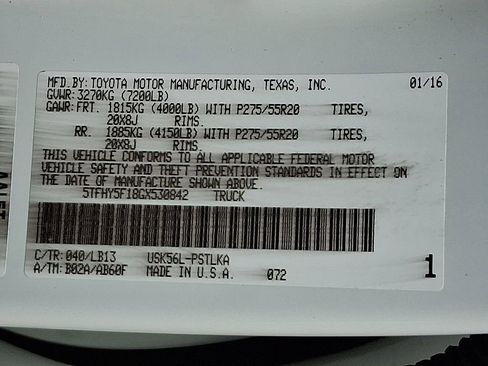 MFD.BY: TOYOTA MOTOR MANUFACTURING, TEXAS, INC. 01/16
GVWR: 3270KG (7200LB)
GAWR: FRT. 1815KG (4000LB) WITH P275/55R20 TIRES,
20X8J RIMS.
RR. 1885KG (4150LB) WITH P275/55R20 TIRES,
20X8J RIMS.
THIS VEHICLE CONFORMS TO ALL APPLICABLE FEDERAL MOTOR
VEHICLE SAFETY AND THEFT PREVENTION STANDARDS IN EFFECT ON
THE DATE OF MANUFACTURE SHOWN ABOVE.
5TFHY5F18GX530842 TRUCK
C/TR: 040/LB13 USK56L-PSTLKA
A/TM: B02A/AB60F MADE IN U.S.A. 072 1